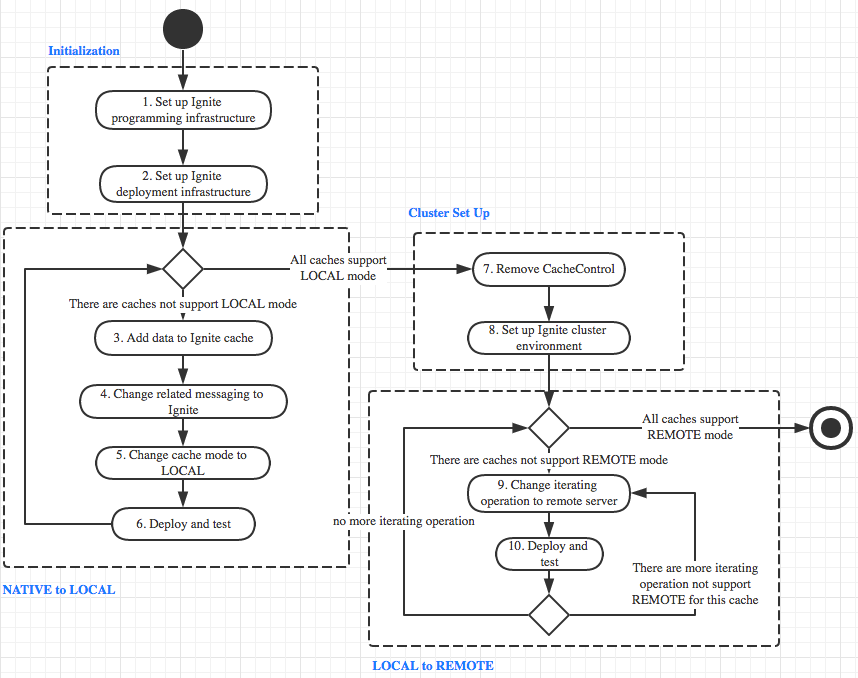 Initialization
1. Set up Ignite
programming infrastructure
2. Set up Ignite
deployment infrastructure
All caches support
LOCAL mode
There are caches not support LOCAL mode
3. Add data to Ignite cache
4. Change related messaging to
Ignite
5. Change cache mode to
LOCAL
6. Deploy and test
NATIVE to LOCAL
Cluster Set Up
7. Remove CacheControl
8. Set up Ignite cluster
environment
All caches support
REMOTE mode
There are caches not support REMOTE mode
9. Change iterating
operation to remote server
no more iterating operation
10. Deploy and
test
There are more iterating
operation not support
REMOTE for this cache
LOCAL to REMOTE